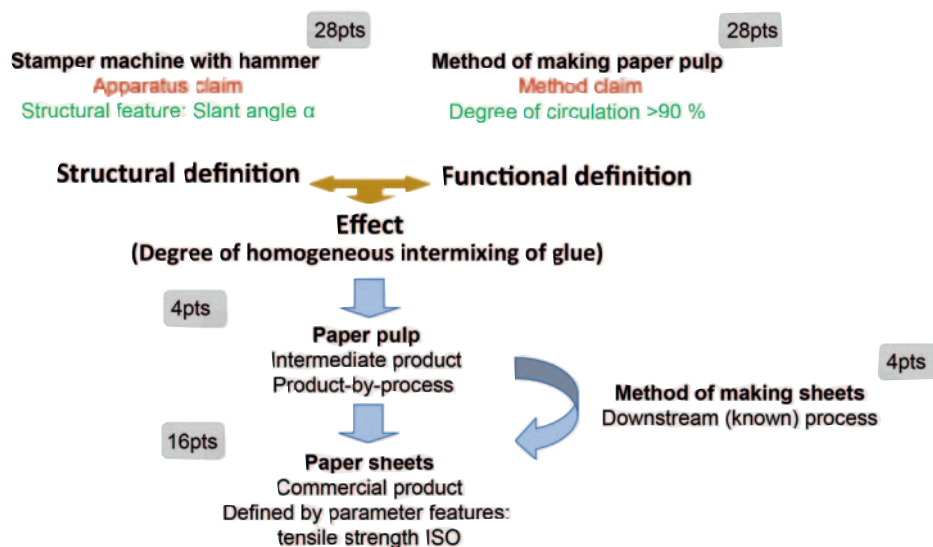 28pts
28pts
Stamper machine with hammer
Apparatus claim
Structural feature: Slant angle α
Method of making paper pulp
Method claim
Degree of circulation >90 %
Structural definition
Functional definition
Effect
(Degree of homogeneous intermixing of glue)
4pts
Paper pulp
Intermediate product
Product-by-process
4pts
Method of making sheets
Downstream (known) process
16pts
Paper sheets
Commercial product
Defined by parameter features:
tensile strength ISO